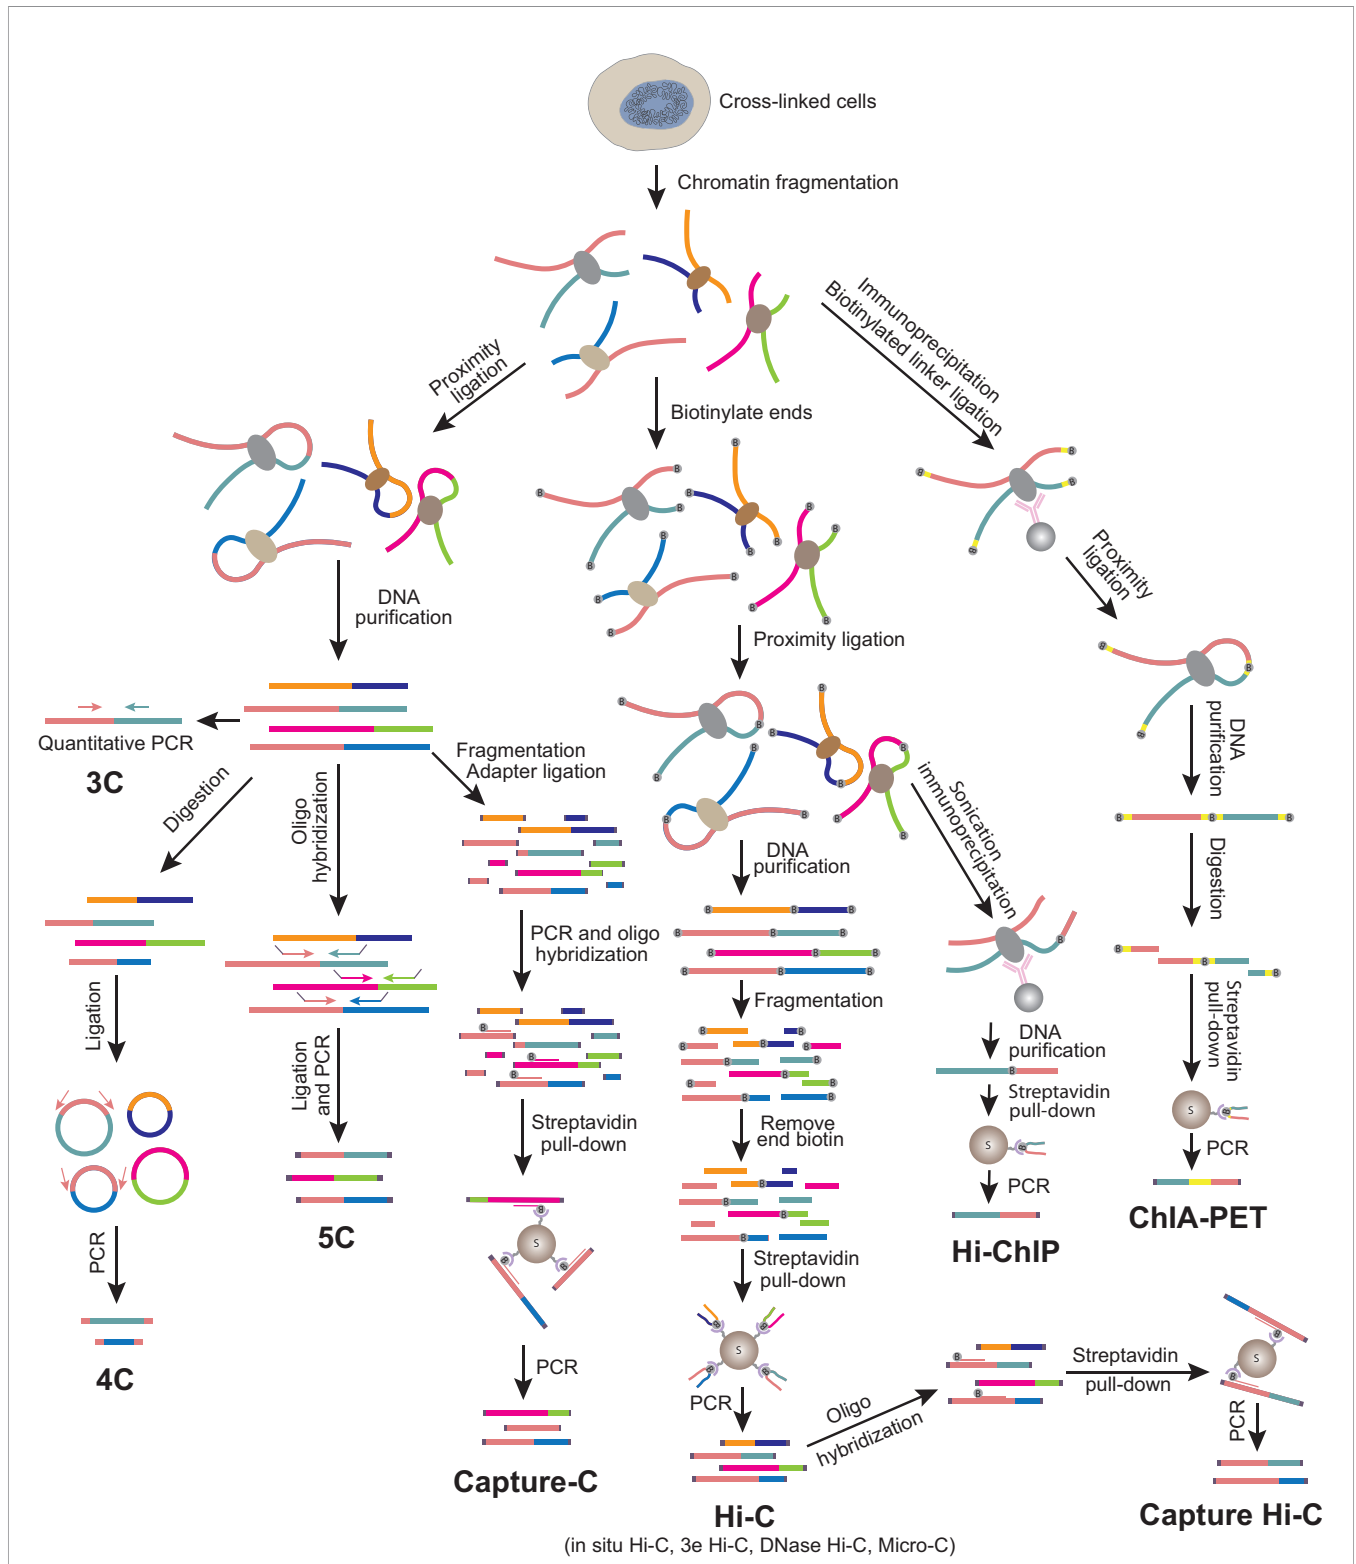 Cross-linked cells
Chromatin fragmentation
Immunoprecipitation
Biotinylated linker ligation
Proximity
ligation
Biotinylate ends
B B B B B B B B B B B B B B B B
B B B B
Proximity
ligation
DNA
purification
Proximity ligation
B B B B B B B B B B B
B B B
DNA
purification
Quantitative PCR
3C
Fragmentation
Adapter ligation
Digestion
Oligo
hybridization
Sonication
immunoprecipitation
DNA
purification
B B B
Digestion
B B B B B B B B B B B B
B
B B B
PCR and oligo
hybridization
Fragmentation
Streptavidin
pull-down
Ligation
Ligation
and PCR
B B B
B B B B B B B B B B B B
DNA
purification
B
Streptavidin
pull-down
S B
Remove
end biotin
Streptavidin
pull-down
S B
PCR
PCR
5C
B B B B
B B B S
ChIA-PET
Hi-ChIP
Streptavidin
pull-down
PCR
4C
B B B B S
PCR
PCR
Oligo
hybridization
B B
Streptavidin
pull-down
B B S
PCR
Capture-C
Hi-C
(in situ Hi-C, 3e Hi-C, DNase Hi-C, Micro-C)
Capture Hi-C